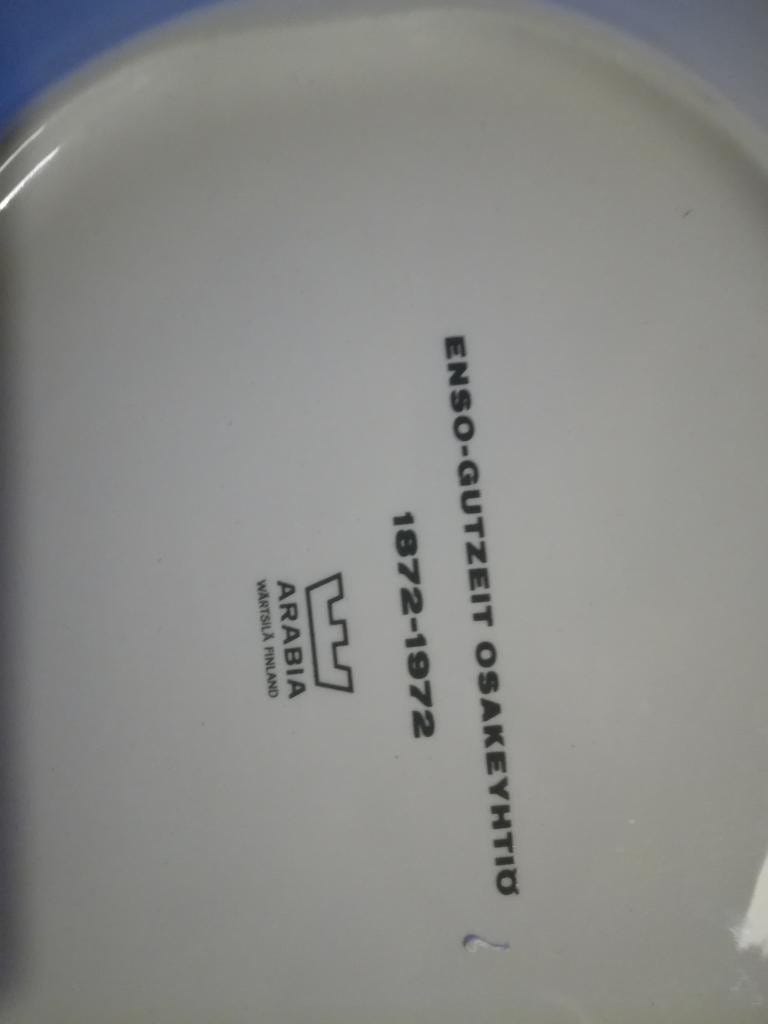 ENSO-GUTZEIT OSAKEYHTIÖ
1872-1972
ARABIA
WÄRTSILÄ FINLAND